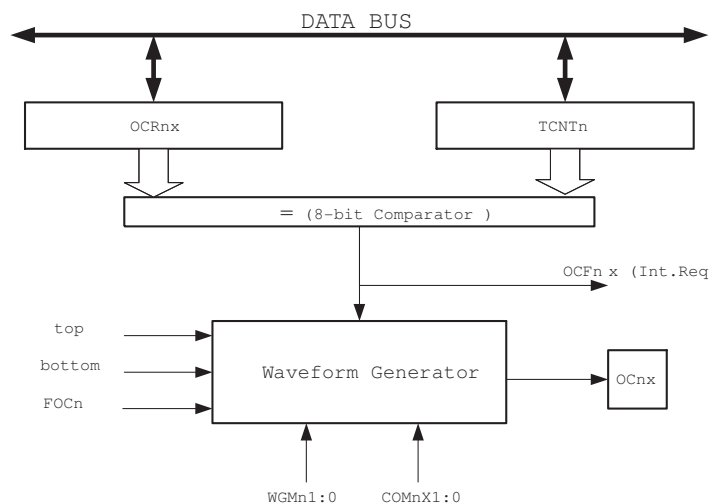 DATA BUS
OCRnx
TCNTn
= (8-bit Comparator )
OCFn x (Int.Req
top
bottom
FOCn
Waveform Generator
OCnx
WGMn1:0
COMnX1:0